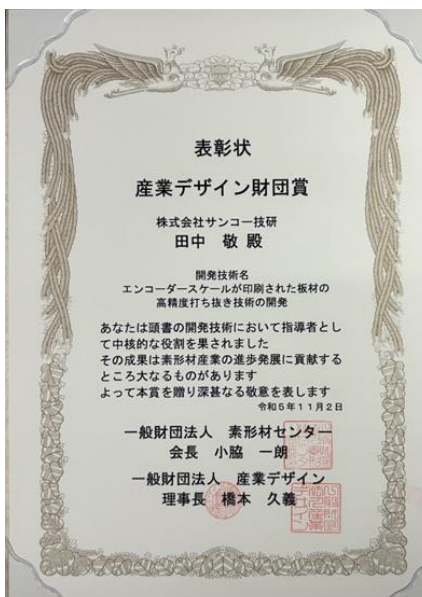 表彰状
産業デザイン財団賞
株式会社サンコー技研
田中 敬 殿
開発技術名
エンコーダースケールが印刷された板材の
高精度打ち抜き技術の開発
あなたは頭書の開発技術において指導者とし
て中核的な役割を果されました
その成果は素形材産業の進歩発展に貢献する
ところ大なるものがあります
よって本賞を贈り深甚なる敬意を表します
令和5年11月2日
一般財団法人 素形材センター
会長 小脇 一朗
一般財団法人 産業デザイン
理事長 橋本 久義